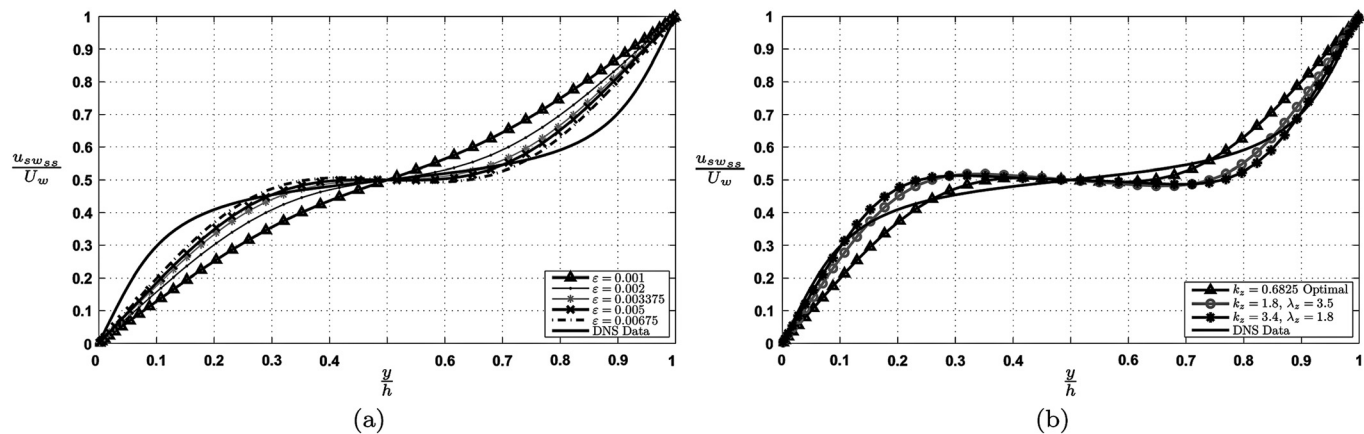 1
0.9
0.8
0.7
0.6
0.5
0.4
0.3
0.2
0.1
0
u_{sw_{ss}}
U_w
0 0.1 0.2 0.3 0.4 0.5 0.6 0.7 0.8 0.9 1
y
h
ε = 0.001
ε = 0.002
ε = 0.003375
ε = 0.005
ε = 0.00675
DNS Data
(a)
1
0.9
0.8
0.7
0.6
0.5
0.4
0.3
0.2
0.1
0
u_{sw_{ss}}
U_w
0 0.1 0.2 0.3 0.4 0.5 0.6 0.7 0.8 0.9 1
y
h
k_z = 0.6825 Optimal
k_z = 1.8, λ_z = 3.5
k_z = 3.4, λ_z = 1.8
DNS Data
(b)